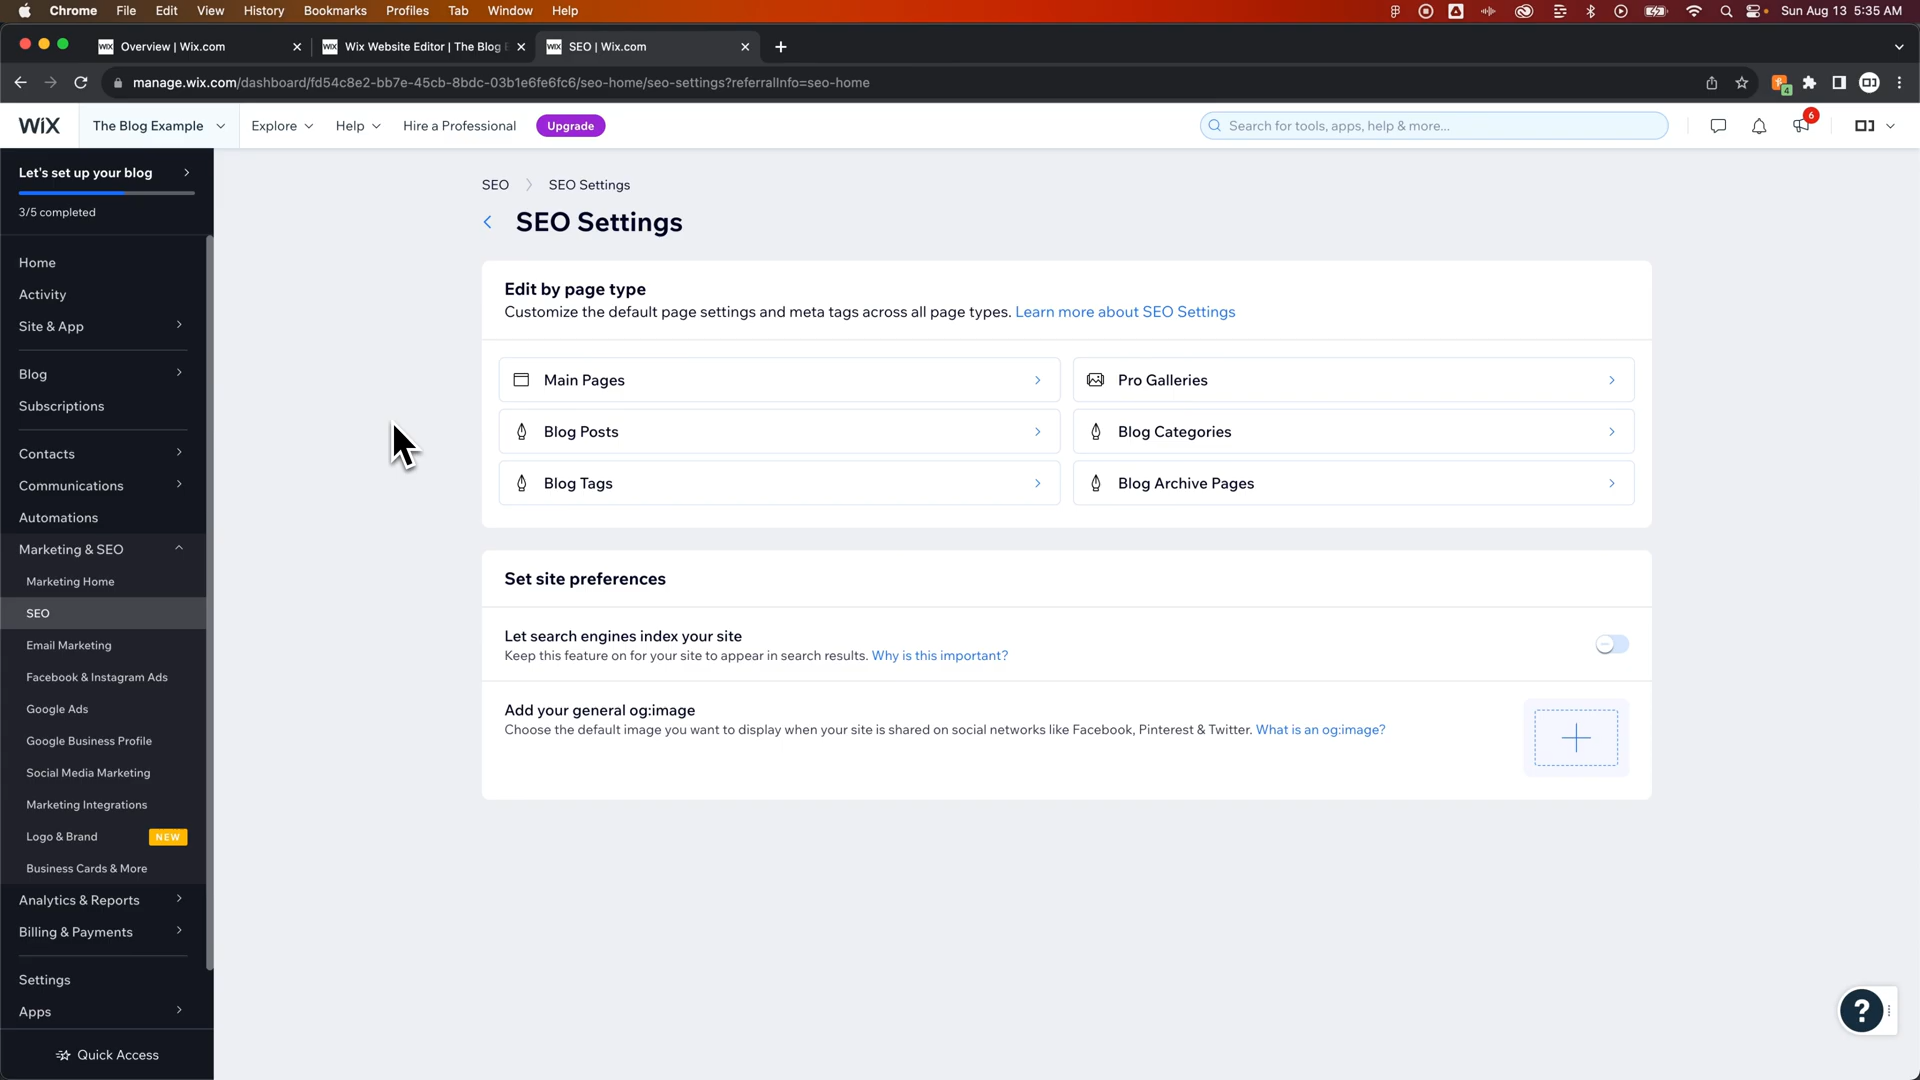 Chrome File Edit View History Bookmarks Profiles Tab Window Help Sun Aug 13 5:35 AM
WIX Overview | Wix.com WIX Wix Website Editor | The Blog WIX SEO | Wix.com
manage.wix.com/dashboard/fd54c8e2-bb7e-45cb-8bdc-03b1e6fe6fc6/seo-home/seo-settings?referralInfo=seo-home 4
WiX The Blog Example Explore Help Hire a Professional Upgrade Search for tools, apps, help & more... 6
Let's set up your blog
3/5 completed
Home
Activity
Site & App
Blog
Subscriptions
Contacts
Communications
Automations
Marketing & SEO
Marketing Home
SEO
Email Marketing
Facebook & Instagram Ads
Google Ads
Google Business Profile
Social Media Marketing
Marketing Integrations
Logo & Brand NEW
Business Cards & More
Analytics & Reports
Billing & Payments
Settings
Apps
Quick Access
SEO SEO Settings
SEO Settings
Edit by page type
Customize the default page settings and meta tags across all page types. Learn more about SEO Settings
Main Pages Pro Galleries
Blog Posts Blog Categories
Blog Tags Blog Archive Pages
Set site preferences
Let search engines index your site
Keep this feature on for your site to appear in search results. Why is this important?
Add your general og:image
Choose the default image you want to display when your site is shared on social networks like Facebook, Pinterest & Twitter. What is an og:image?
?